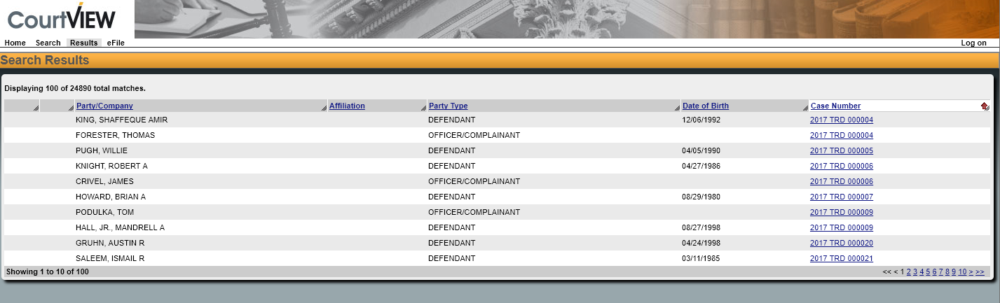 CourtVIEW
Home Search Results eFile Log on
Search Results
Displaying 100 of 24890 total matches.
Party/Company Affiliation Party Type Date of Birth Case Number
KING, SHAFFEQUE AMIR DEFENDANT 12/06/1992 2017 TRD 000004
FORESTER, THOMAS OFFICER/COMPLAINANT 2017 TRD 000004
PUGH, WILLIE DEFENDANT 04/05/1990 2017 TRD 000005
KNIGHT, ROBERT A DEFENDANT 04/27/1986 2017 TRD 000006
CRIVEL, JAMES OFFICER/COMPLAINANT 2017 TRD 000006
HOWARD, BRIAN A DEFENDANT 08/29/1980 2017 TRD 000007
PODULKA, TOM OFFICER/COMPLAINANT 2017 TRD 000009
HALL, JR., MANDRELL A DEFENDANT 08/27/1998 2017 TRD 000009
GRUHN, AUSTIN R DEFENDANT 04/24/1998 2017 TRD 000020
SALEEM, ISMAIL R DEFENDANT 03/11/1985 2017 TRD 000021
Showing 1 to 10 of 100 << < 1 2 3 4 5 6 7 8 9 10 > >>